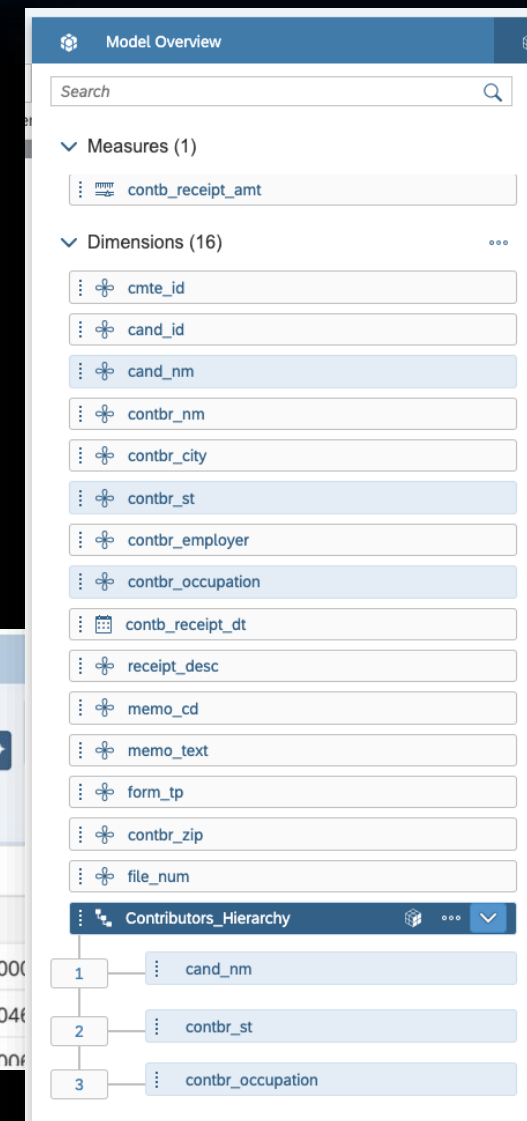 Model Overview
Search
Measures (1)
contb_receipt_amt
Dimensions (16)
cmte_id
cand_id
cand_nm
contbr_nm
contbr_city
contbr_st
contbr_employer
contbr_occupation
contb_receipt_dt
receipt_desc
memo_cd
memo_text
form_tp
contbr_zip
file_num
Contributors_Hierarchy
1 cand_nm
2 contbr_st
3 contbr_occupation